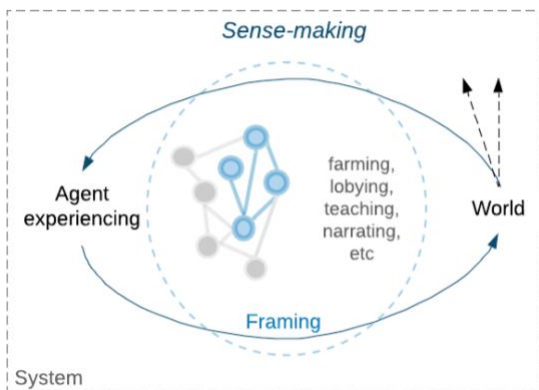 Sense-making
farming,
lobying,
teaching,
narrating,
etc
Agent
experiencing
World
Framing
System